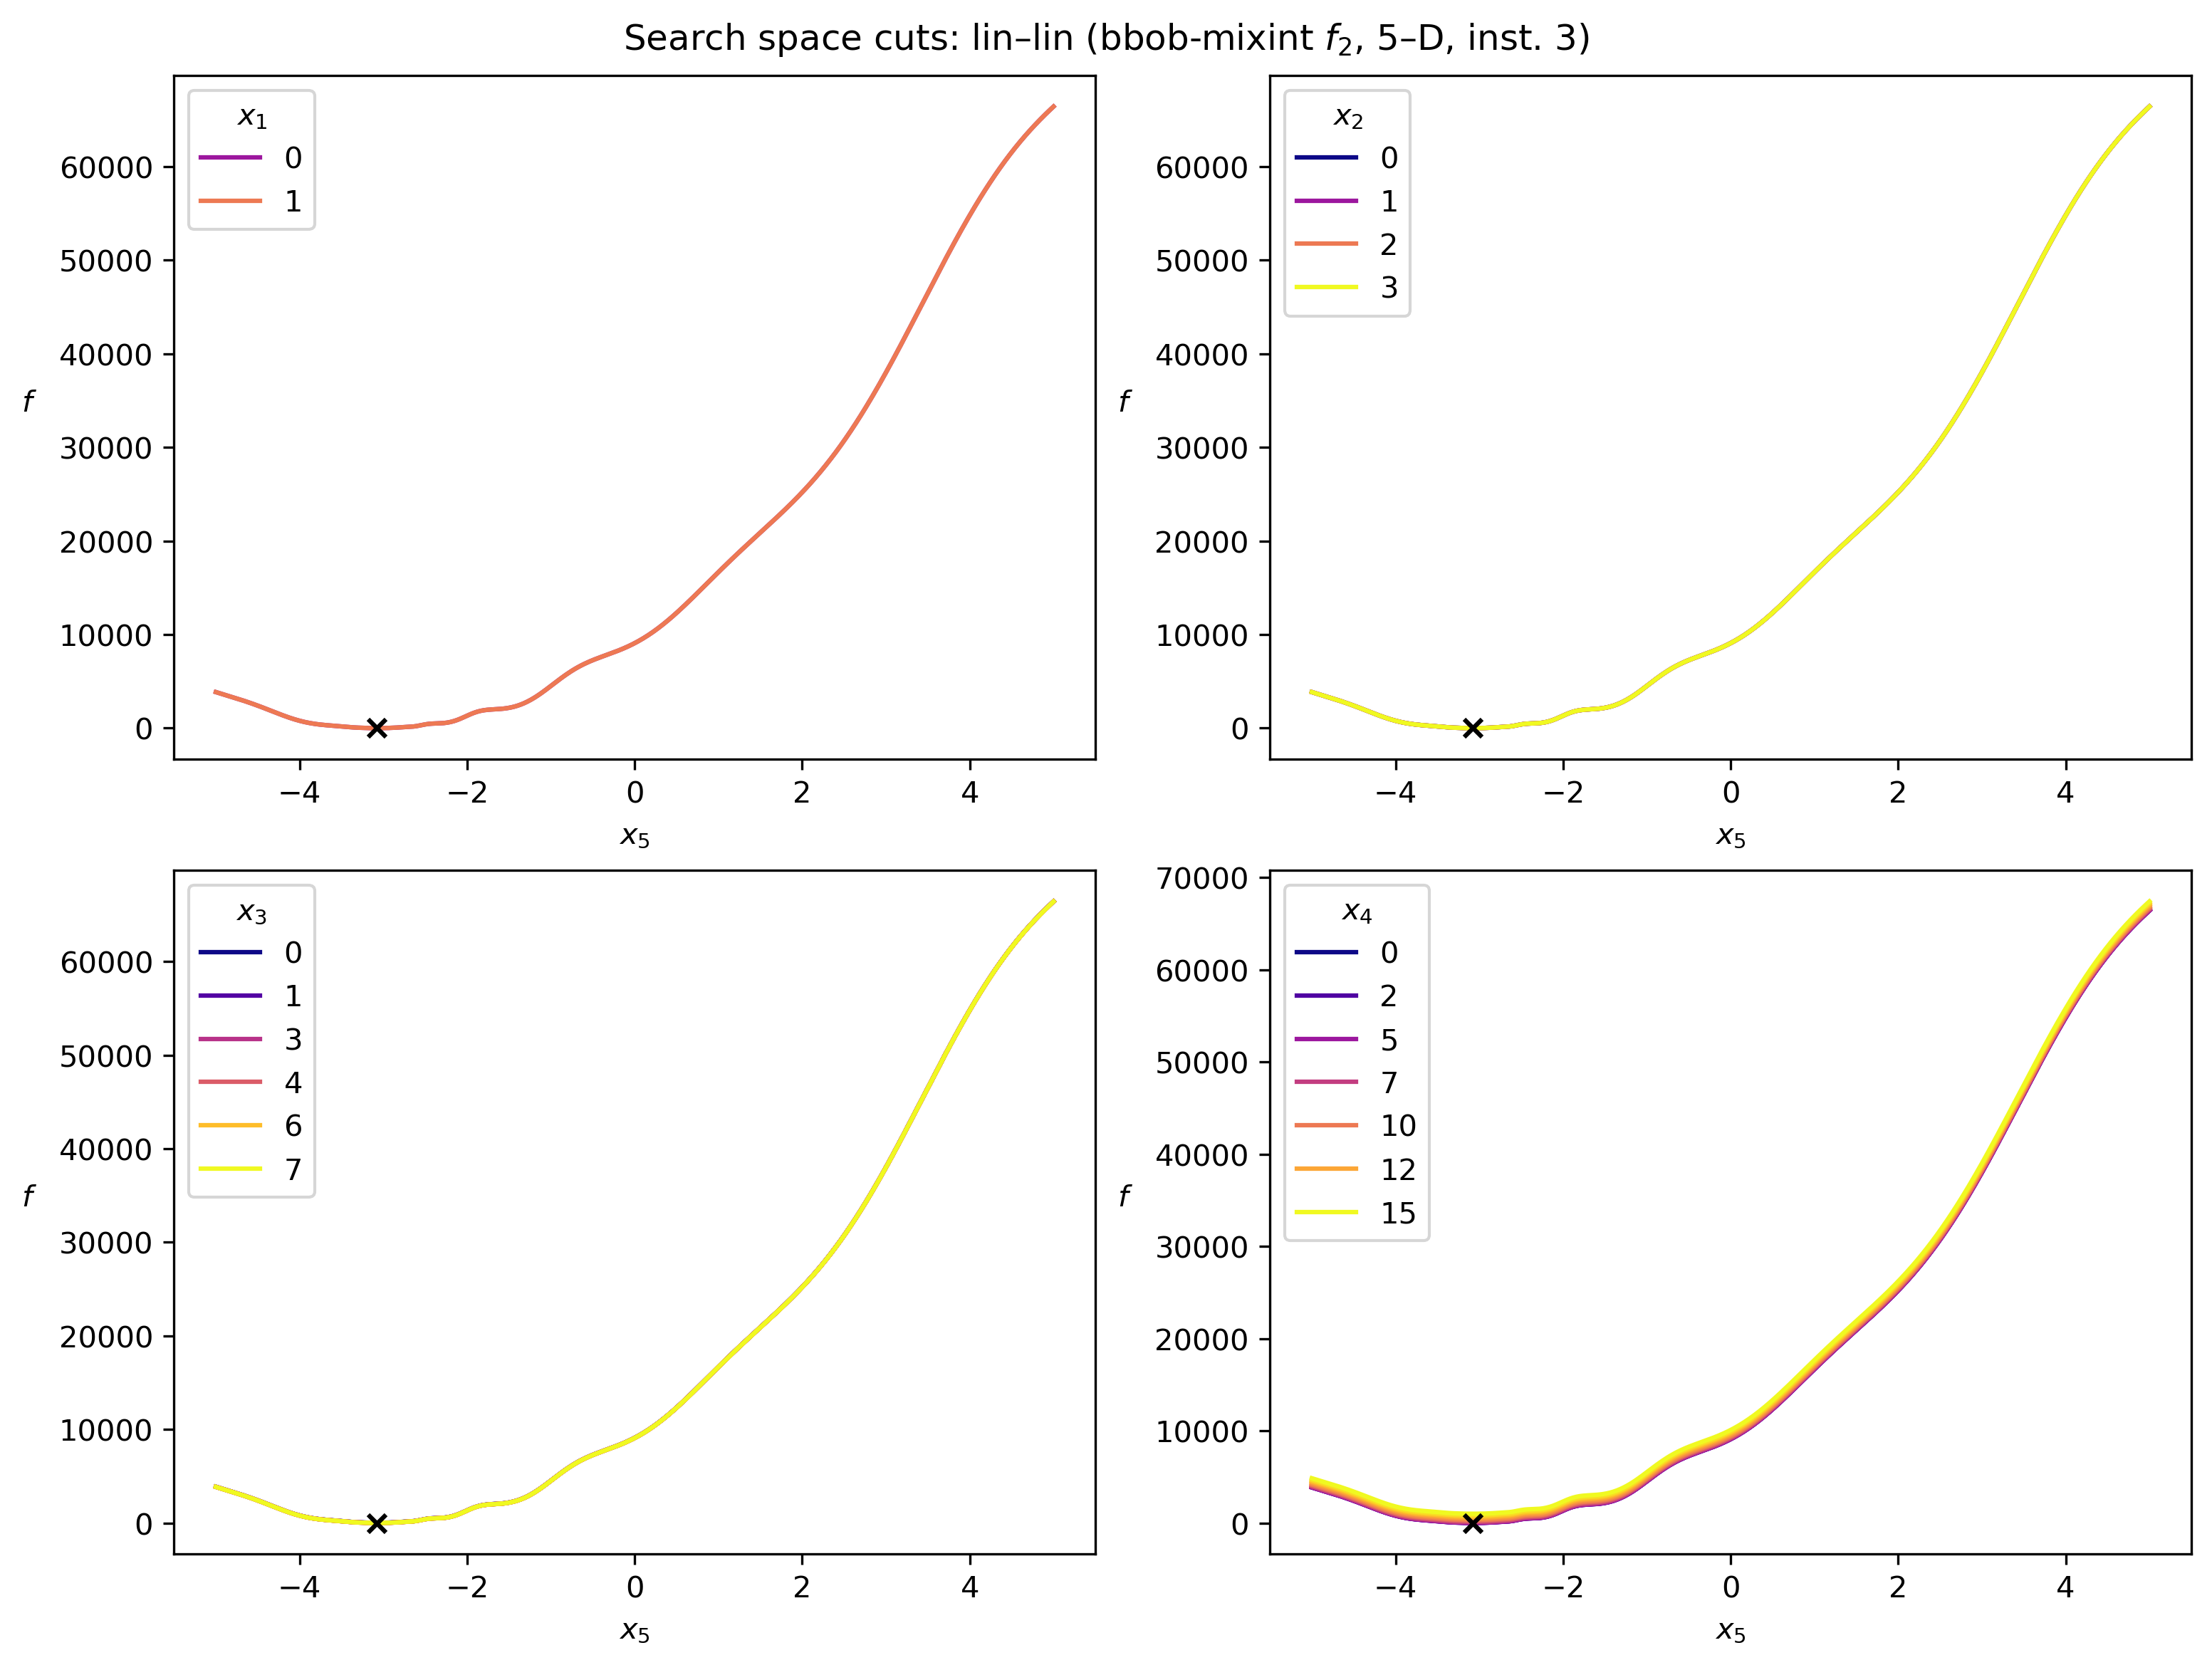 Search space cuts: lin–lin (bbob-mixint f₂, 5–D, inst. 3)
x₁
0
1
60000
50000
40000
30000
20000
10000
0
f
−4 −2 0 2 4
x₅
x₂
0
1
2
3
60000
50000
40000
30000
20000
10000
0
f
−4 −2 0 2 4
x₅
x₃
0
1
3
4
6
7
60000
50000
40000
30000
20000
10000
0
f
−4 −2 0 2 4
x₅
x₄
0
2
5
7
10
12
15
70000
60000
50000
40000
30000
20000
10000
0
f
−4 −2 0 2 4
x₅